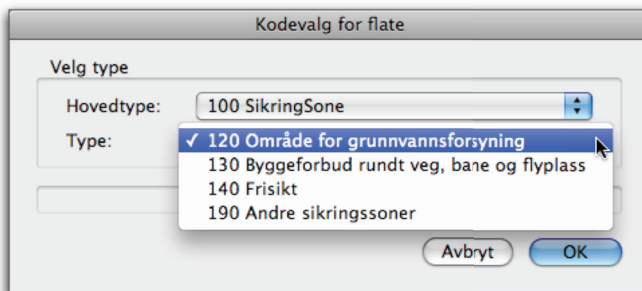 Kodevalg for flate
Velg type
Hovedtype: 100 SikringSone
Type: ✓ 120 Område for grunnvannsforsyning
130 Byggeforbud rundt veg, bane og flyplass
140 Frisikt
190 Andre sikringssoner
Avbryt OK